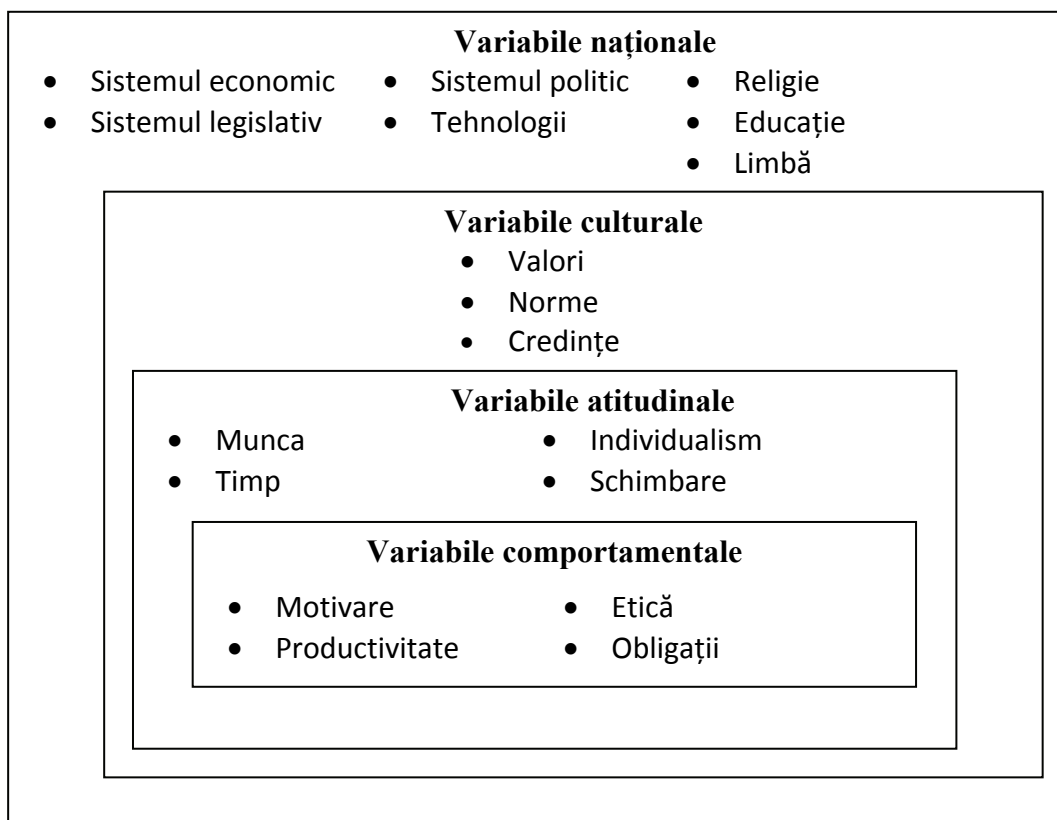 Variabile naționale
• Sistemul economic • Sistemul politic • Religie
• Sistemul legislativ • Tehnologii • Educație
• Limbă
Variabile culturale
• Valori
• Norme
• Credințe
Variabile atitudinale
• Munca • Individualism
• Timp • Schimbare
Variabile comportamentale
• Motivare • Etică
• Productivitate • Obligații